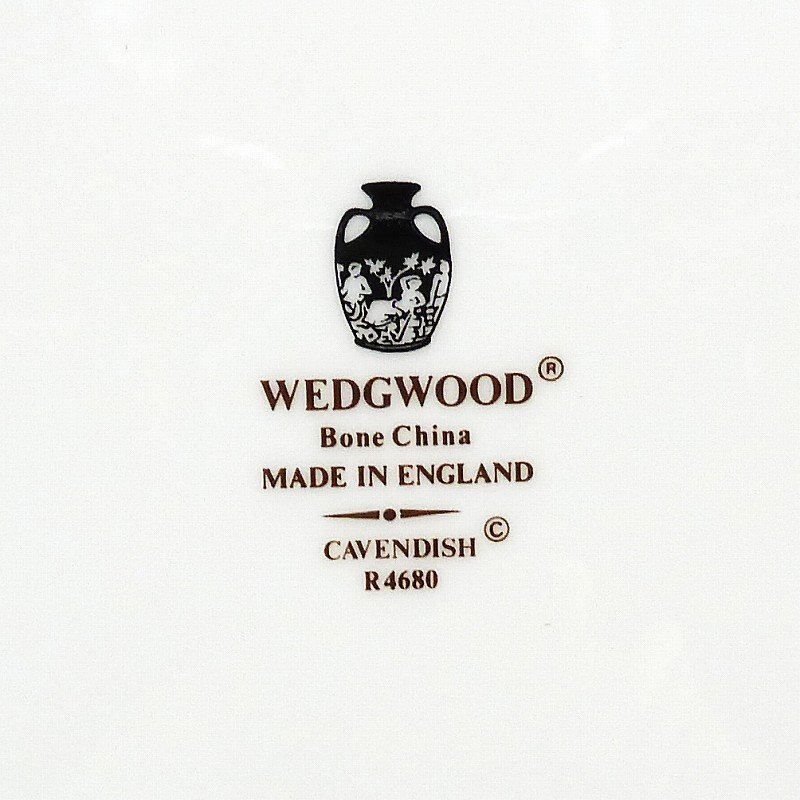 WEDGWOOD®
Bone China
MADE IN ENGLAND
CAVENDISH©
R4680